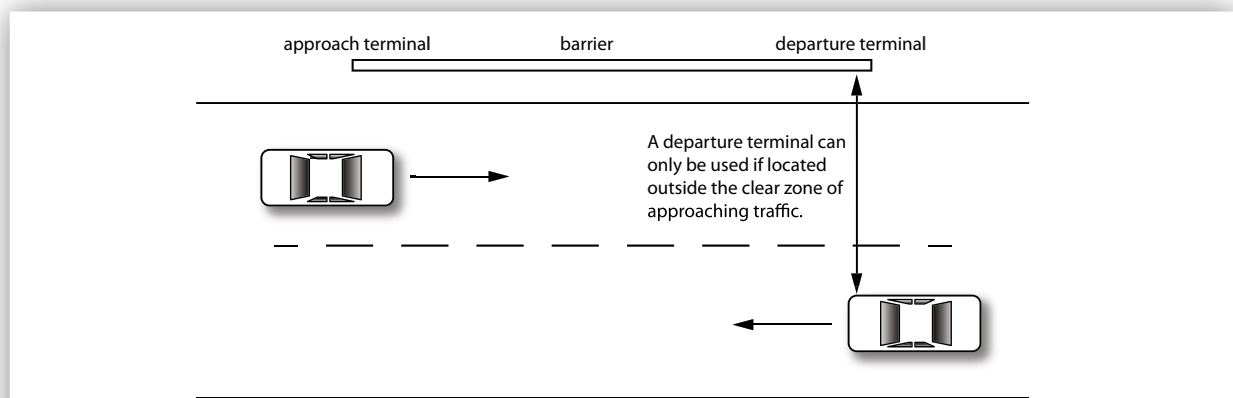 approach terminal
barrier
departure terminal
A departure terminal can
only be used if located
outside the clear zone of
approaching traffic.